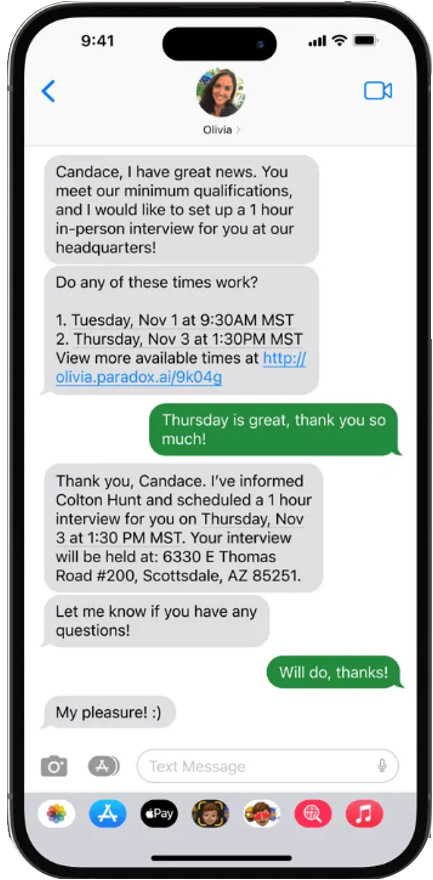 9:41
Olivia
Candace, I have great news. You
meet our minimum qualifications,
and I would like to set up a 1 hour
in-person interview for you at our
headquarters!
Do any of these times work?
1. Tuesday, Nov 1 at 9:30AM MST
2. Thursday, Nov 3 at 1:30PM MST
View more available times at http://
olivia.paradox.ai/9k04g
Thursday is great, thank you so
much!
Thank you, Candace. I've informed
Colton Hunt and scheduled a 1 hour
interview for you on Thursday, Nov
3 at 1:30 PM MST. Your interview
will be held at: 6330 E Thomas
Road #200, Scottsdale, AZ 85251.
Let me know if you have any
questions!
Will do, thanks!
My pleasure! :)
Text Message
Pay